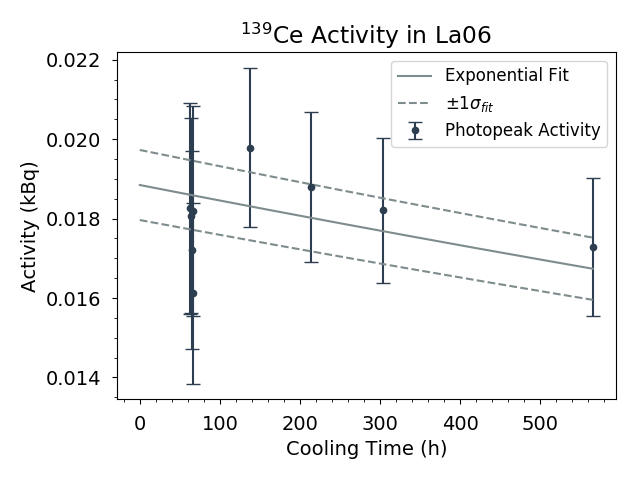 ¹³⁹Ce Activity in La06
0.022
0.020
0.018
0.016
0.014
Activity (kBq)
Exponential Fit
±1σ_fit
Photopeak Activity
0 100 200 300 400 500
Cooling Time (h)